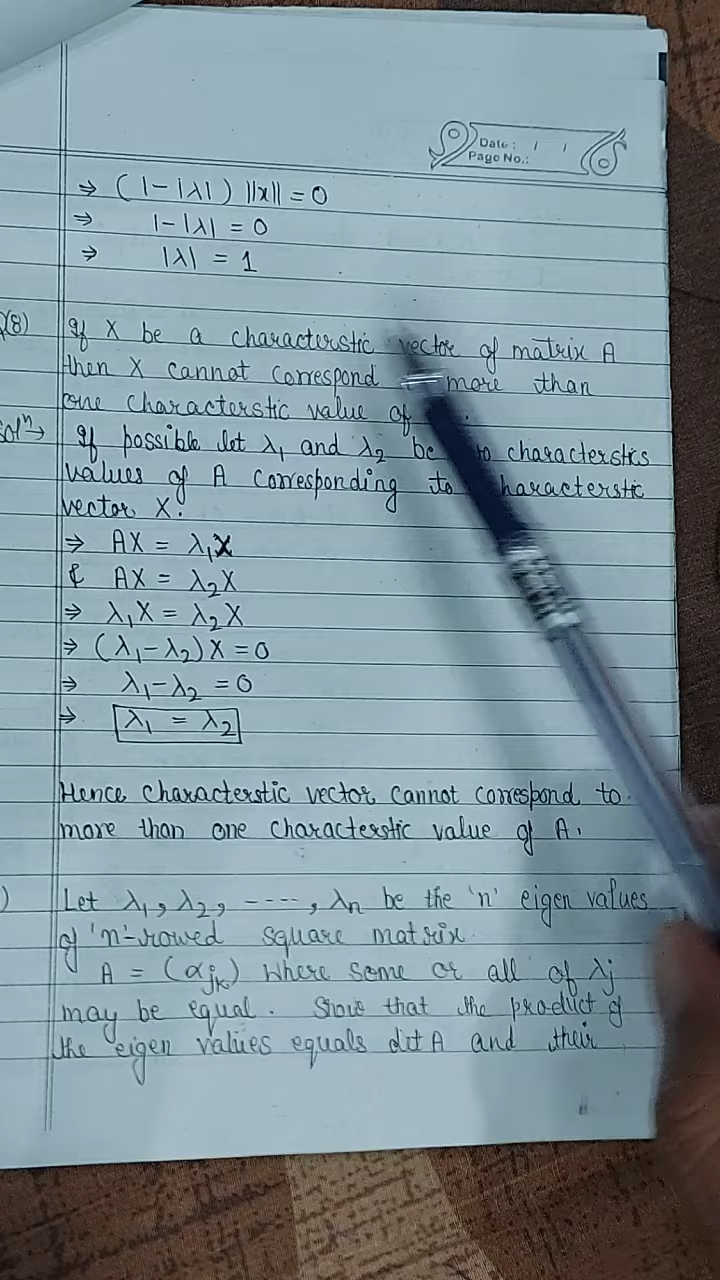 Date : / /
Page No.:
⇒ (1-|λ|) ||x|| = 0
⇒ 1-|λ| = 0
⇒ |λ| = 1
(8) If X be a characterstic vector of matrix A
then X cannot correspond more than
one characterstic value of
Solⁿ→ If possible let λ₁ and λ₂ be characterstcs
values of A corresponding to characterstic
vector X.
⇒ AX = λ₁X
& AX = λ₂X
⇒ λ₁X = λ₂X
⇒ (λ₁-λ₂)X = 0
⇒ λ₁-λ₂ = 0
⇒ λ₁ = λ₂
Hence characterstic vector cannot correspond to
more than one characterstic value of A.
) Let λ₁, λ₂, ----, λn be the 'n' eigen values
of 'n'-rowed square matrix
A = (αjk) where some or all of λj
may be equal. Show that the product of
the eigen values equals dit A and their